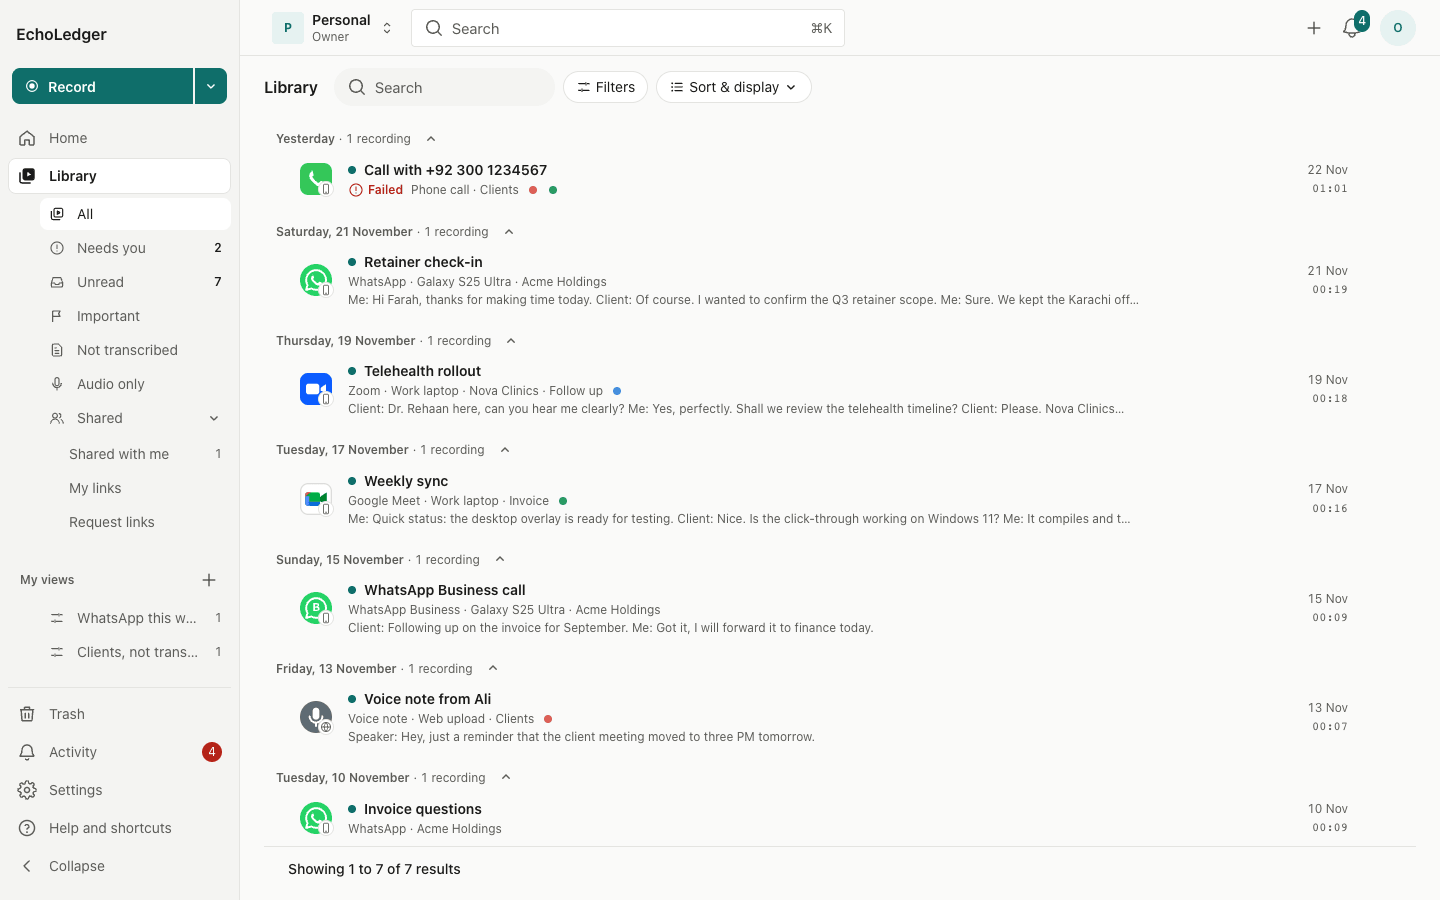 EchoLedger
Record
Home
Library
All
Needs you 2
Unread 7
Important
Not transcribed
Audio only
Shared
Shared with me 1
My links
Request links
My views
WhatsApp this w... 1
Clients, not trans... 1
Trash
Activity 4
Settings
Help and shortcuts
Collapse
P Personal
Owner
Search ⌘K
4
O
Library Search Filters Sort & display
Yesterday · 1 recording
Call with +92 300 1234567 22 Nov
Failed Phone call · Clients 01:01
Saturday, 21 November · 1 recording
Retainer check-in 21 Nov
WhatsApp · Galaxy S25 Ultra · Acme Holdings 00:19
Me: Hi Farah, thanks for making time today. Client: Of course. I wanted to confirm the Q3 retainer scope. Me: Sure. We kept the Karachi off...
Thursday, 19 November · 1 recording
Telehealth rollout 19 Nov
Zoom · Work laptop · Nova Clinics · Follow up 00:18
Client: Dr. Rehaan here, can you hear me clearly? Me: Yes, perfectly. Shall we review the telehealth timeline? Client: Please. Nova Clinics...
Tuesday, 17 November · 1 recording
Weekly sync 17 Nov
Google Meet · Work laptop · Invoice 00:16
Me: Quick status: the desktop overlay is ready for testing. Client: Nice. Is the click-through working on Windows 11? Me: It compiles and t...
Sunday, 15 November · 1 recording
WhatsApp Business call 15 Nov
WhatsApp Business · Galaxy S25 Ultra · Acme Holdings 00:09
Client: Following up on the invoice for September. Me: Got it, I will forward it to finance today.
Friday, 13 November · 1 recording
Voice note from Ali 13 Nov
Voice note · Web upload · Clients 00:07
Speaker: Hey, just a reminder that the client meeting moved to three PM tomorrow.
Tuesday, 10 November · 1 recording
Invoice questions 10 Nov
WhatsApp · Acme Holdings 00:09
Showing 1 to 7 of 7 results